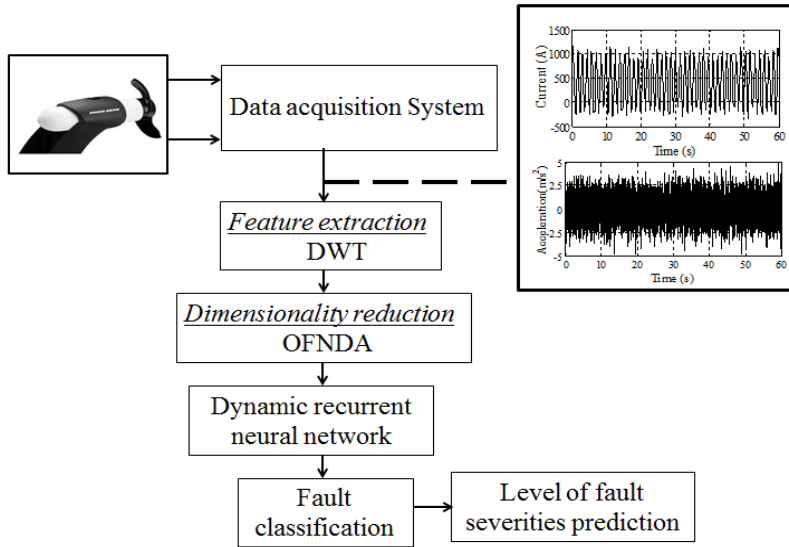 Data acquisition System
1500
1000
500
0
-500
Current (A)
0 10 20 30 40 50 60
Time (s)
5
2.5
0
-2.5
-5
Accpleration(m/s²)
0 10 20 30 40 50 60
Time (s)
Feature extraction
DWT
Dimensionality reduction
OFNDA
Dynamic recurrent
neural network
Fault
classification
Level of fault
severities prediction